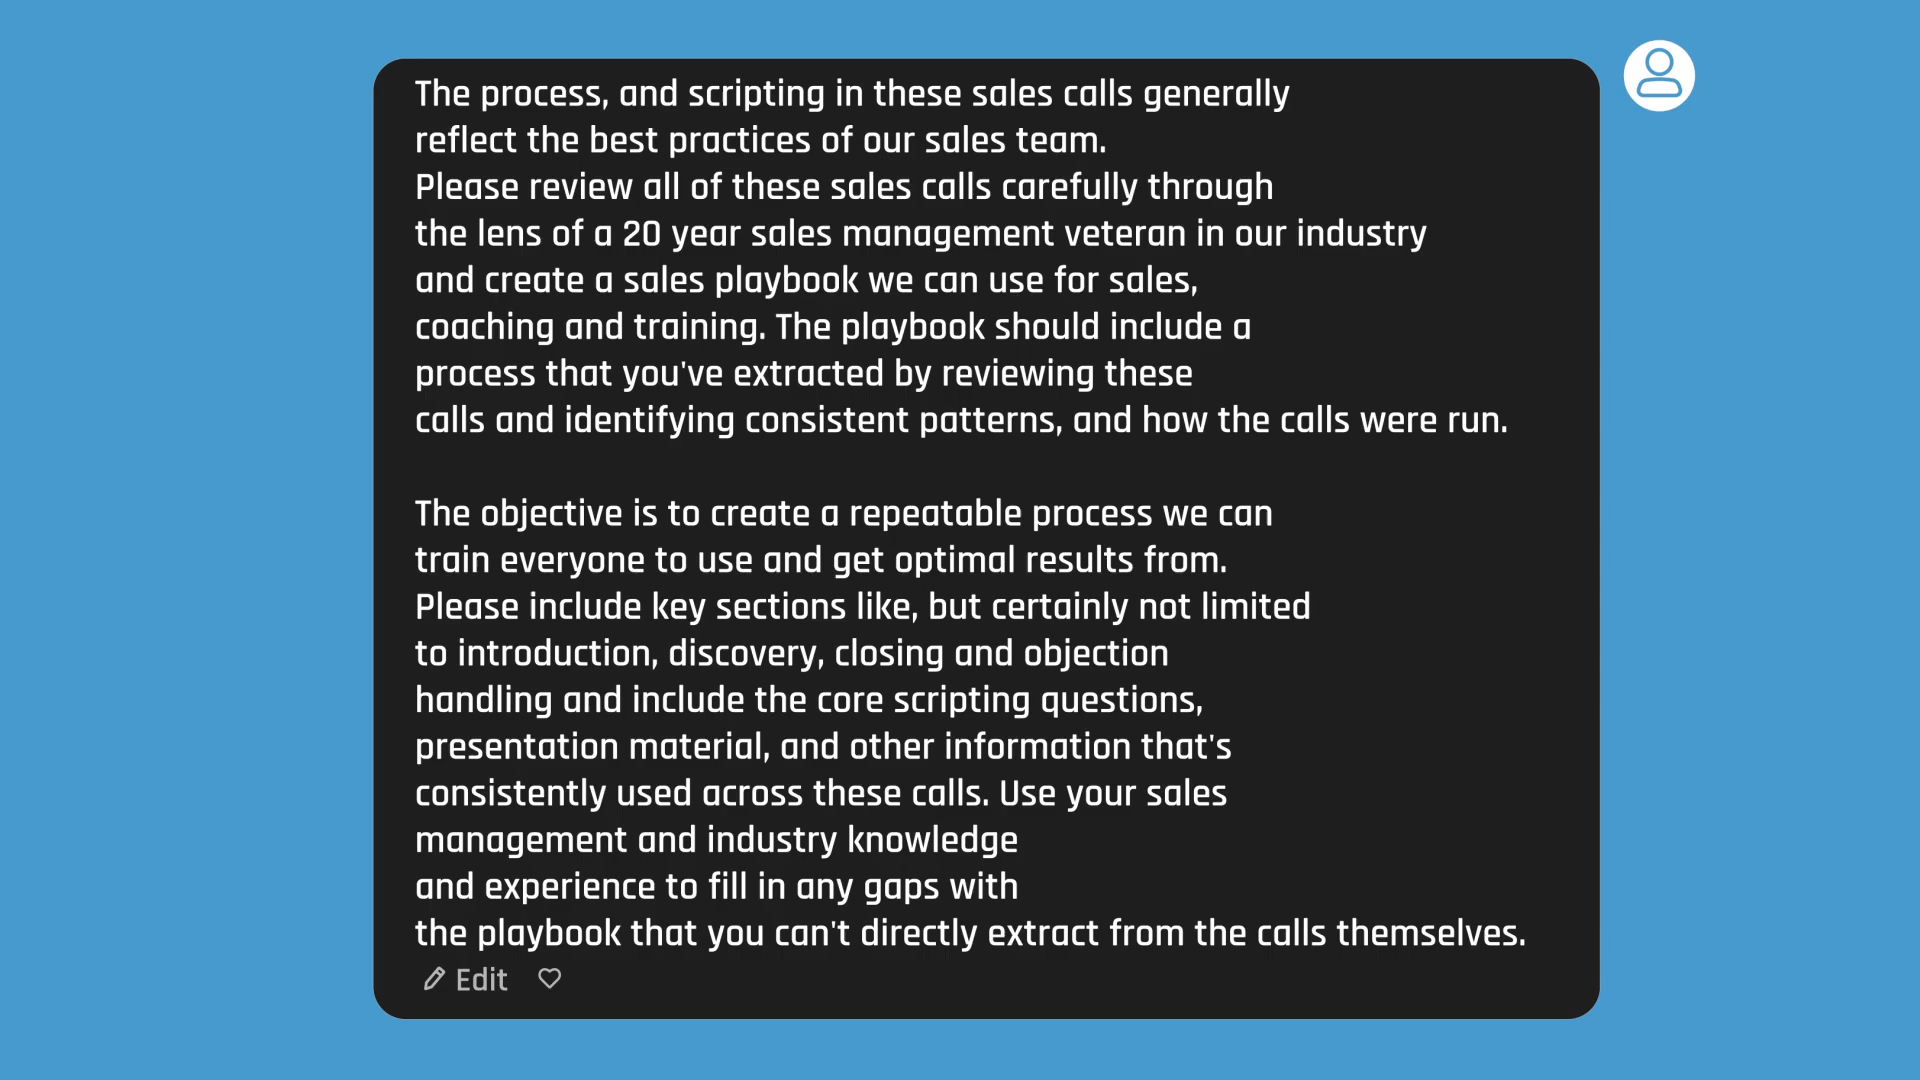 The process, and scripting in these sales calls generally
reflect the best practices of our sales team.
Please review all of these sales calls carefully through
the lens of a 20 year sales management veteran in our industry
and create a sales playbook we can use for sales,
coaching and training. The playbook should include a
process that you've extracted by reviewing these
calls and identifying consistent patterns, and how the calls were run.
The objective is to create a repeatable process we can
train everyone to use and get optimal results from.
Please include key sections like, but certainly not limited
to introduction, discovery, closing and objection
handling and include the core scripting questions,
presentation material, and other information that's
consistently used across these calls. Use your sales
management and industry knowledge
and experience to fill in any gaps with
the playbook that you can't directly extract from the calls themselves.
Edit